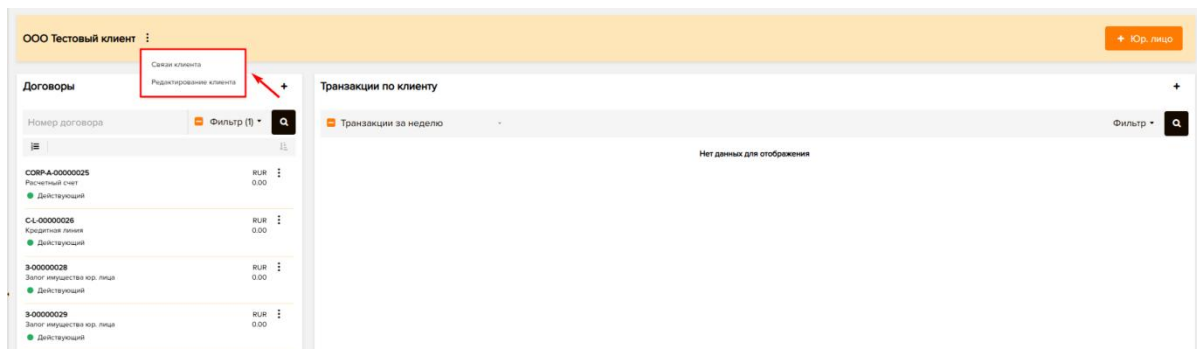 ООО Тестовый клиент
+ Юр. лицо
Связи клиента
Редактирование клиента
Договоры +
Номер договора Фильтр (1)
CORP-A-00000025 RUR
Расчетный счет 0.00
Действующий
C-L-00000026 RUR
Кредитная линия 0.00
Действующий
З-00000028 RUR
Залог имущества юр. лица 0.00
Действующий
З-00000029 RUR
Залог имущества юр. лица 0.00
Действующий
Транзакции по клиенту +
Транзакции за неделю - Фильтр
Нет данных для отображения